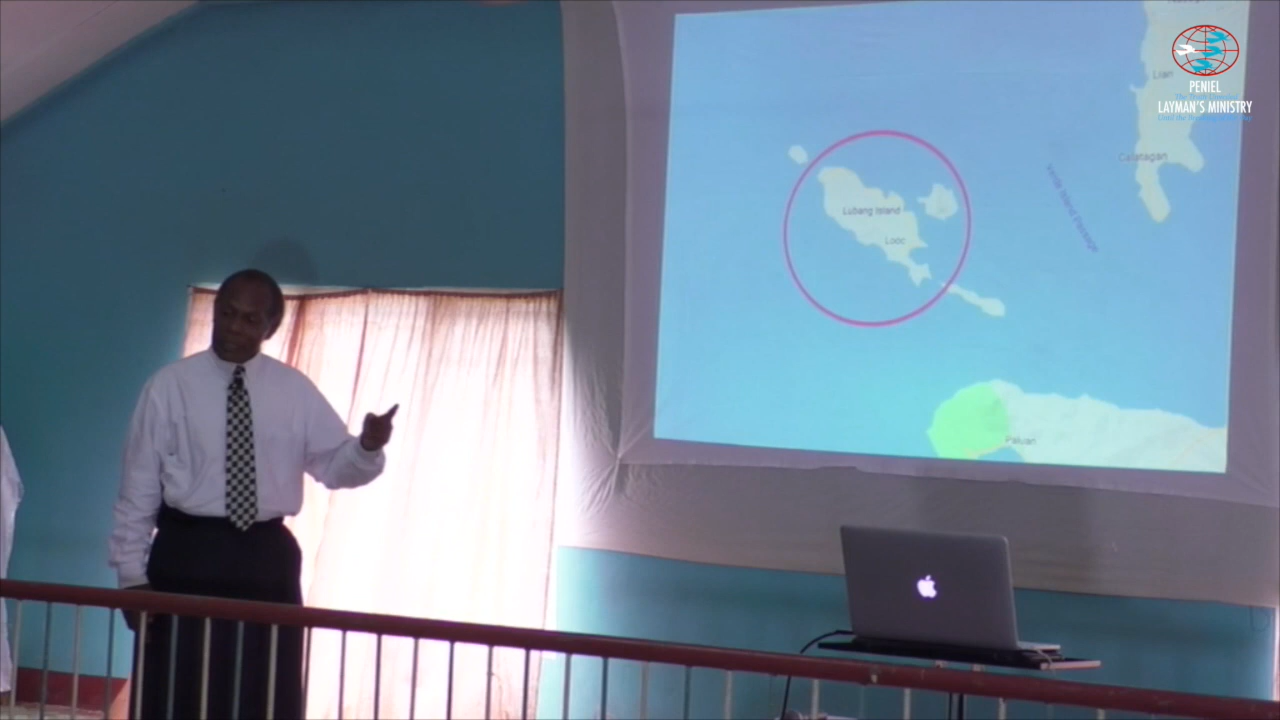 Lian
PENIEL
LAYMAN'S MINISTRY
Calatagan
Verde Island Passage
Lubang Island
Looc
Paluan